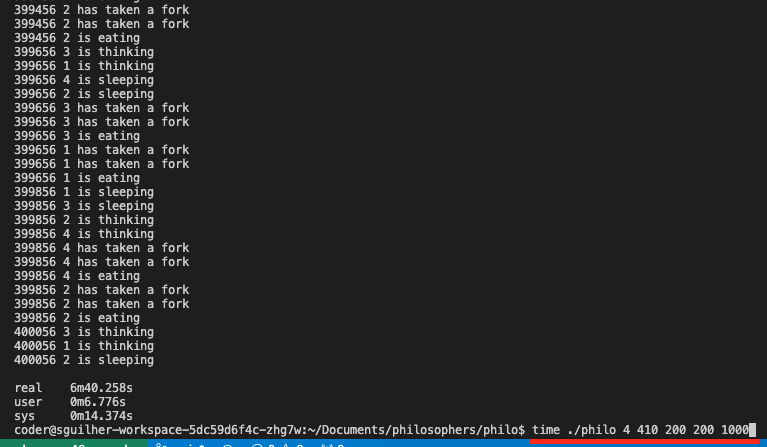 399456 2 has taken a fork
399456 2 has taken a fork
399456 2 is eating
399656 3 is thinking
399656 1 is thinking
399656 4 is sleeping
399656 2 is sleeping
399656 3 has taken a fork
399656 3 has taken a fork
399656 3 is eating
399656 1 has taken a fork
399656 1 has taken a fork
399656 1 is eating
399856 1 is sleeping
399856 3 is sleeping
399856 2 is thinking
399856 4 is thinking
399856 4 has taken a fork
399856 4 has taken a fork
399856 4 is eating
399856 2 has taken a fork
399856 2 has taken a fork
399856 2 is eating
400056 3 is thinking
400056 1 is thinking
400056 2 is sleeping
real 6m40.258s
user 0m6.776s
sys 0m14.374s
coder@sguilher-workspace-5dc59d6f4c-zhg7w:~/Documents/philosophers/philo$ time ./philo 4 410 200 200 1000